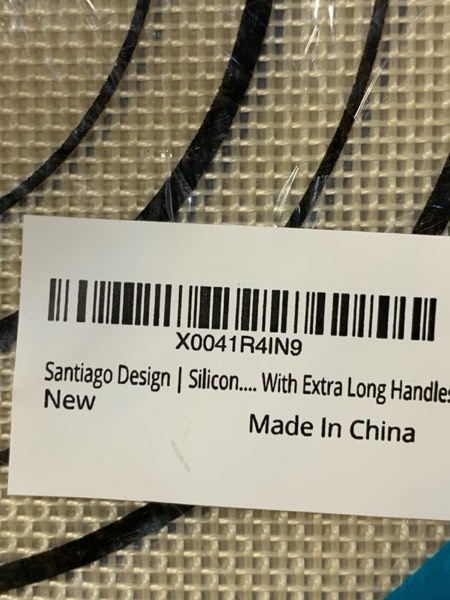 X0041R4IN9
Santiago Design | Silicon.... With Extra Long Handles
New
Made In China